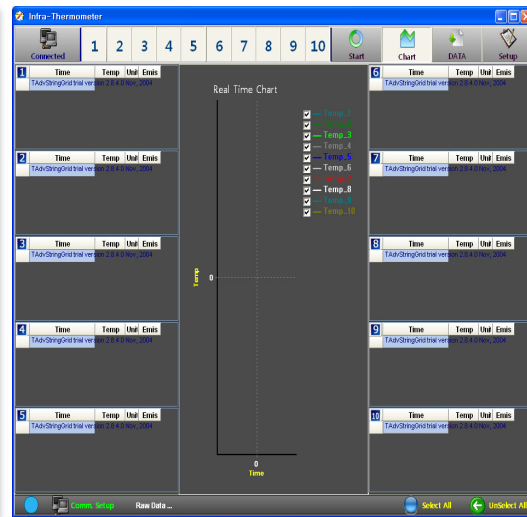 Infra-Thermometer
Connected 1 2 3 4 5 6 7 8 9 10 Start Chart DATA Setup
1 Time Temp Unit Emis
TAdvStringGrid trial version 2.8.4.0 Nov, 2004
2 Time Temp Unit Emis
TAdvStringGrid trial version 2.8.4.0 Nov, 2004
3 Time Temp Unit Emis
TAdvStringGrid trial version 2.8.4.0 Nov, 2004
4 Time Temp Unit Emis
TAdvStringGrid trial version 2.8.4.0 Nov, 2004
5 Time Temp Unit Emis
TAdvStringGrid trial version 2.8.4.0 Nov, 2004
Real Time Chart
Temp_1
Temp_3
Temp_4
Temp_5
Temp_6
Temp_8
Temp_9
Temp_10
Temp
0
0
Time
6 Time Temp Unit Emis
TAdvStringGrid trial version 2.8.4.0 Nov, 2004
7 Time Temp Unit Emis
TAdvStringGrid trial version 2.8.4.0 Nov, 2004
8 Time Temp Unit Emis
TAdvStringGrid trial version 2.8.4.0 Nov, 2004
9 Time Temp Unit Emis
TAdvStringGrid trial version 2.8.4.0 Nov, 2004
10 Time Temp Unit Emis
TAdvStringGrid trial version 2.8.4.0 Nov, 2004
Comm. Setup Raw Data ... Select All UnSelect All